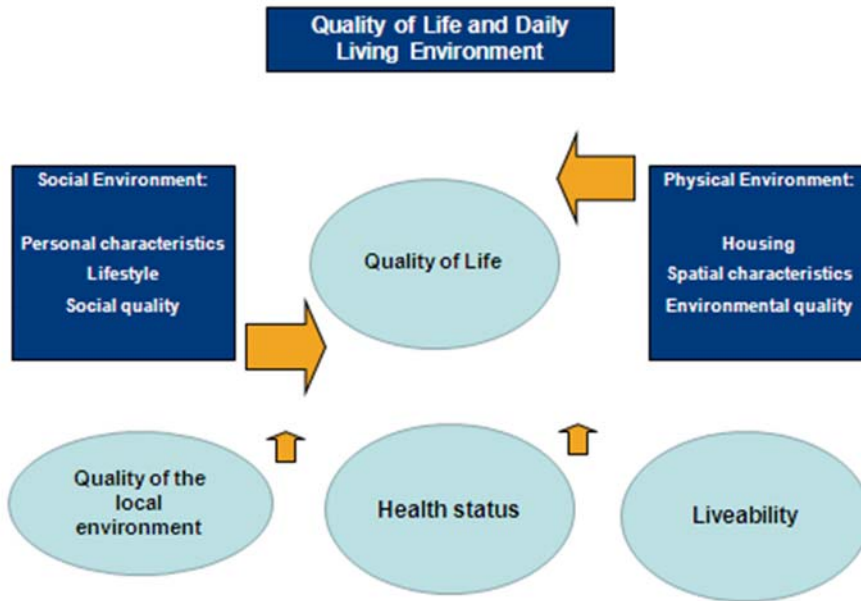 Quality of Life and Daily
Living Environment
Social Environment:
Personal characteristics
Lifestyle
Social quality
Quality of Life
Physical Environment:
Housing
Spatial characteristics
Environmental quality
Quality of the
local
environment
Health status
Liveability